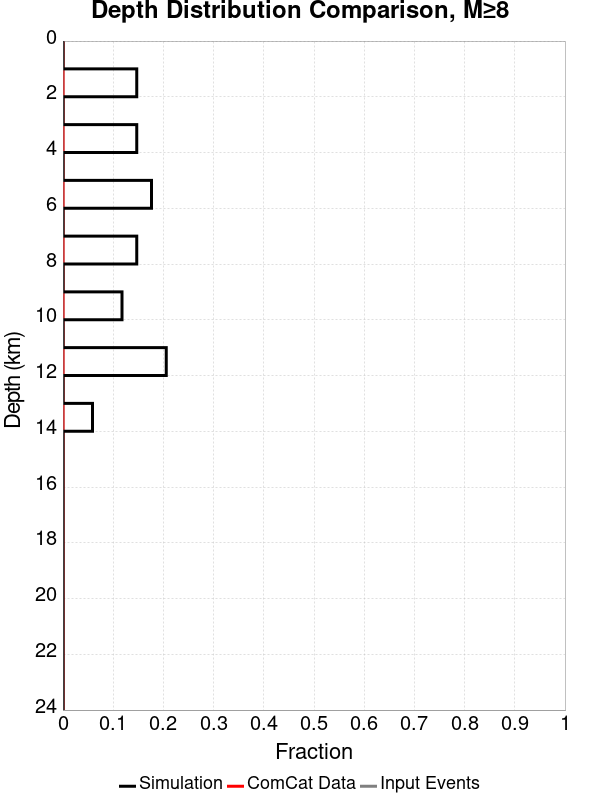 Depth Distribution Comparison, M≥8
0
2
4
6
8
10
12
14
16
18
20
22
24
Depth (km)
0 0.1 0.2 0.3 0.4 0.5 0.6 0.7 0.8 0.9 1
Fraction
Simulation ComCat Data Input Events